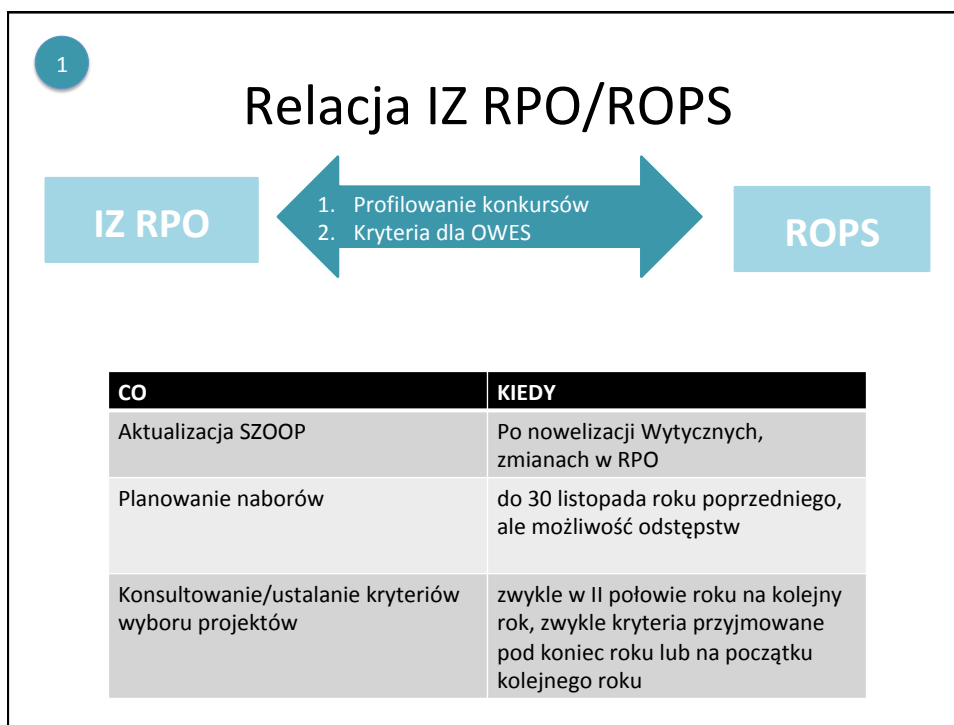 1
Relacja IZ RPO/ROPS
IZ RPO
1. Profilowanie konkursów
2. Kryteria dla OWES
ROPS
CO
KIEDY
Aktualizacja SZOOP
Po nowelizacji Wytycznych,
zmianach w RPO
Planowanie naborów
do 30 listopada roku poprzedniego,
ale możliwość odstępstw
Konsultowanie/ustalanie kryteriów
wyboru projektów
zwykle w II połowie roku na kolejny
rok, zwykle kryteria przyjmowane
pod koniec roku lub na początku
kolejnego roku